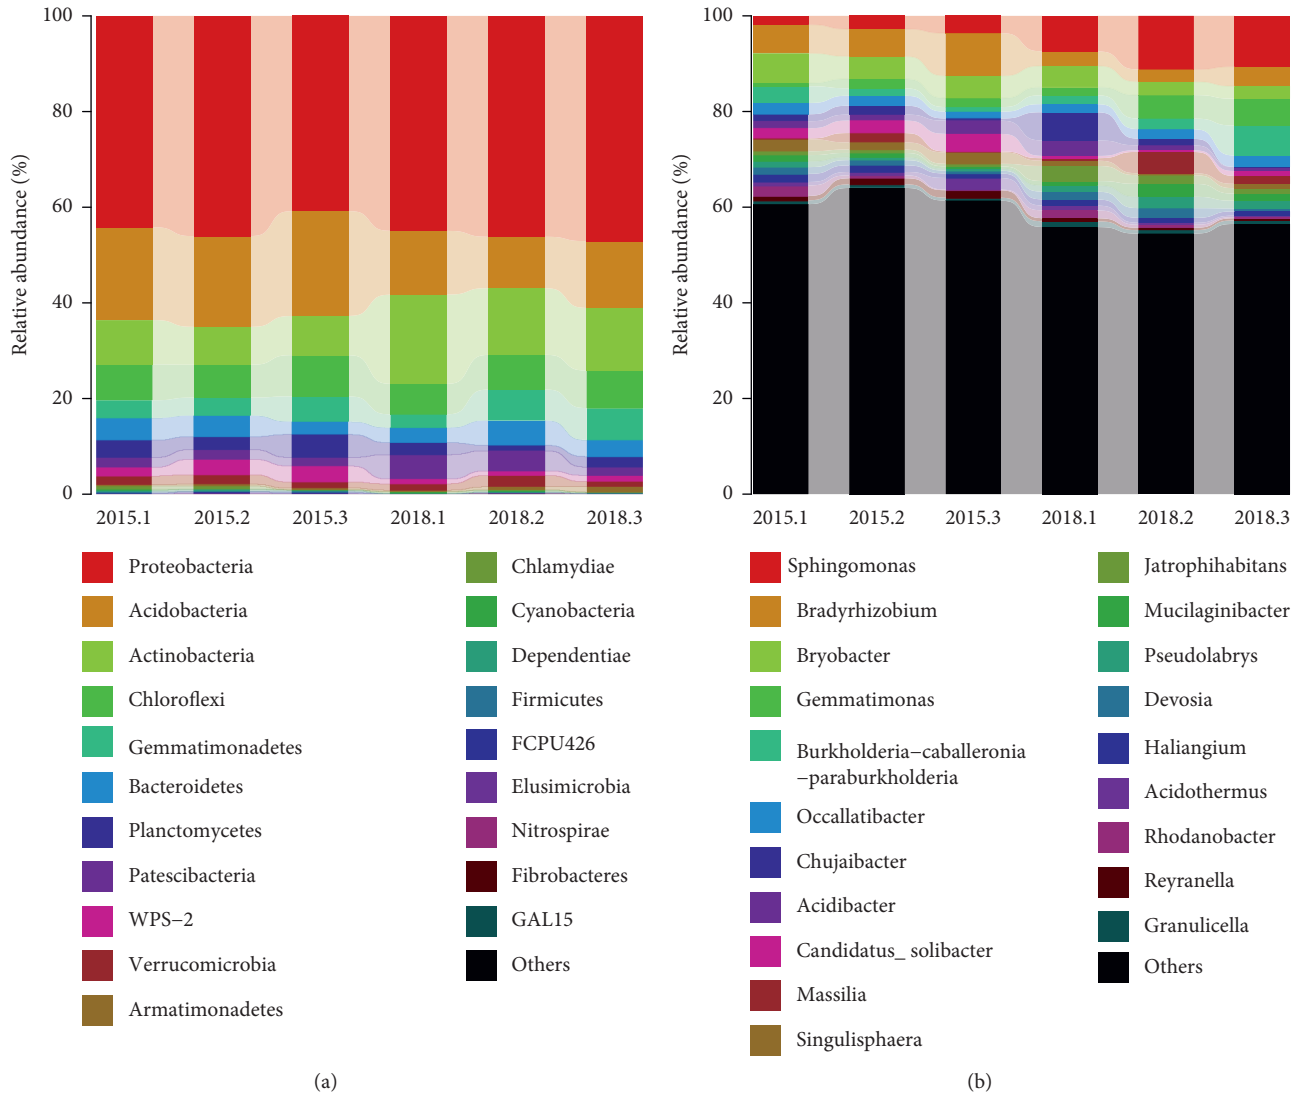 100
80
60
40
20
0
Relative abundance (%)
2015.1 2015.2 2015.3 2018.1 2018.2 2018.3
Proteobacteria
Acidobacteria
Actinobacteria
Chloroflexi
Gemmatimonadetes
Bacteroidetes
Planctomycetes
Patescibacteria
WPS−2
Verrucomicrobia
Armatimonadetes
Chlamydiae
Cyanobacteria
Dependentiae
Firmicutes
FCPU426
Elusimicrobia
Nitrospirae
Fibrobacteres
GAL15
Others
(a)
100
80
60
40
20
0
Relative abundance (%)
2015.1 2015.2 2015.3 2018.1 2018.2 2018.3
Sphingomonas
Bradyrhizobium
Bryobacter
Gemmatimonas
Burkholderia−caballeronia
−paraburkholderia
Occallatibacter
Chujaibacter
Acidibacter
Candidatus_ solibacter
Massilia
Singulisphaera
Jatrophihabitans
Mucilaginibacter
Pseudolabrys
Devosia
Haliangium
Acidothermus
Rhodanobacter
Reyranella
Granulicella
Others
(b)